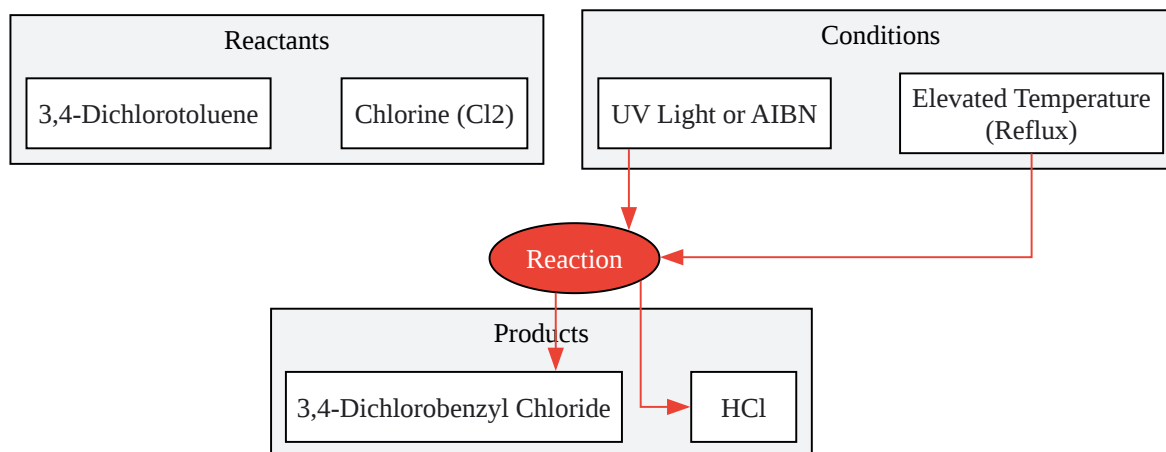 Reactants
3,4-Dichlorotoluene
Chlorine (Cl2)
Conditions
UV Light or AIBN
Elevated Temperature
(Reflux)
Reaction
Products
3,4-Dichlorobenzyl Chloride
HCl